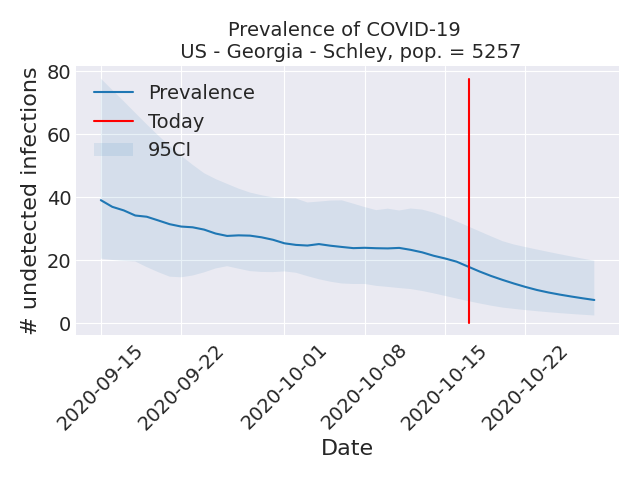 Prevalence of COVID-19
US - Georgia - Schley, pop. = 5257
# undetected infections
80
60
40
20
0
Prevalence
Today
95CI
2020-09-15
2020-09-22
2020-10-01
2020-10-08
2020-10-15
2020-10-22
Date